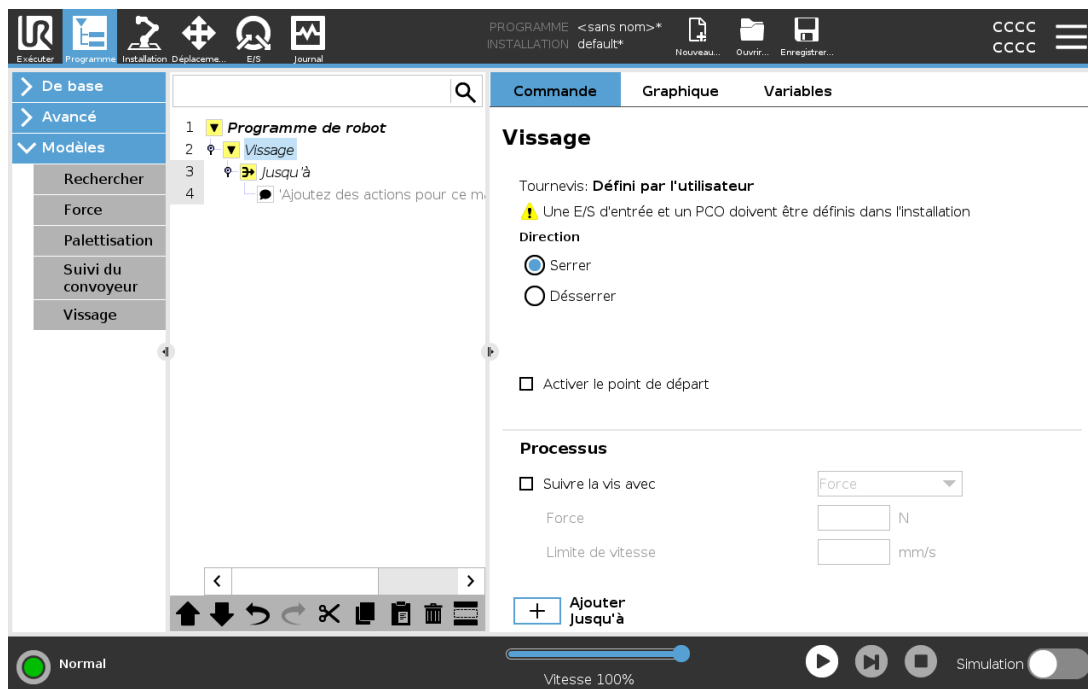 PROGRAMME <sans nom>*
INSTALLATION default*
CCCC
CCCC
Exécuter Programme Installation Déplaceme... E/S Journal Nouveau... Ouvrir... Enregistrer...
De base
Avancé
Modèles
Rechercher
Force
Palettisation
Suivi du
convoyeur
Vissage
1 Programme de robot
2 Vissage
3 Jusqu'à
4 'Ajoutez des actions pour ce m
Commande Graphique Variables
Vissage
Tournevis: Défini par l'utilisateur
Une E/S d'entrée et un PCO doivent être définis dans l'installation
Direction
Serrer
Désserrer
Activer le point de départ
Processus
Suivre la vis avec Force
Force N
Limite de vitesse mm/s
Ajouter
Jusqu'à
Normal
Vitesse 100%
Simulation